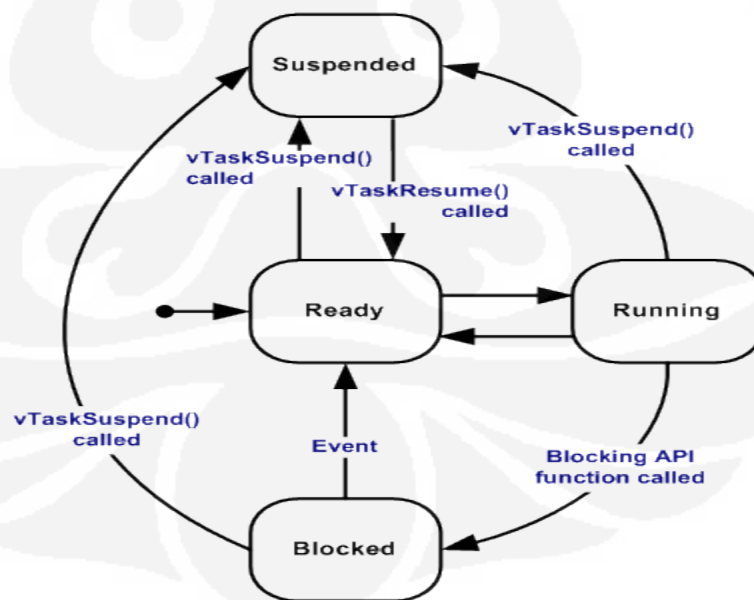 Suspended
vTaskSuspend()
called
vTaskSuspend()
called
vTaskResume()
called
Ready
Running
vTaskSuspend()
called
Event
Blocking API
function called
Blocked